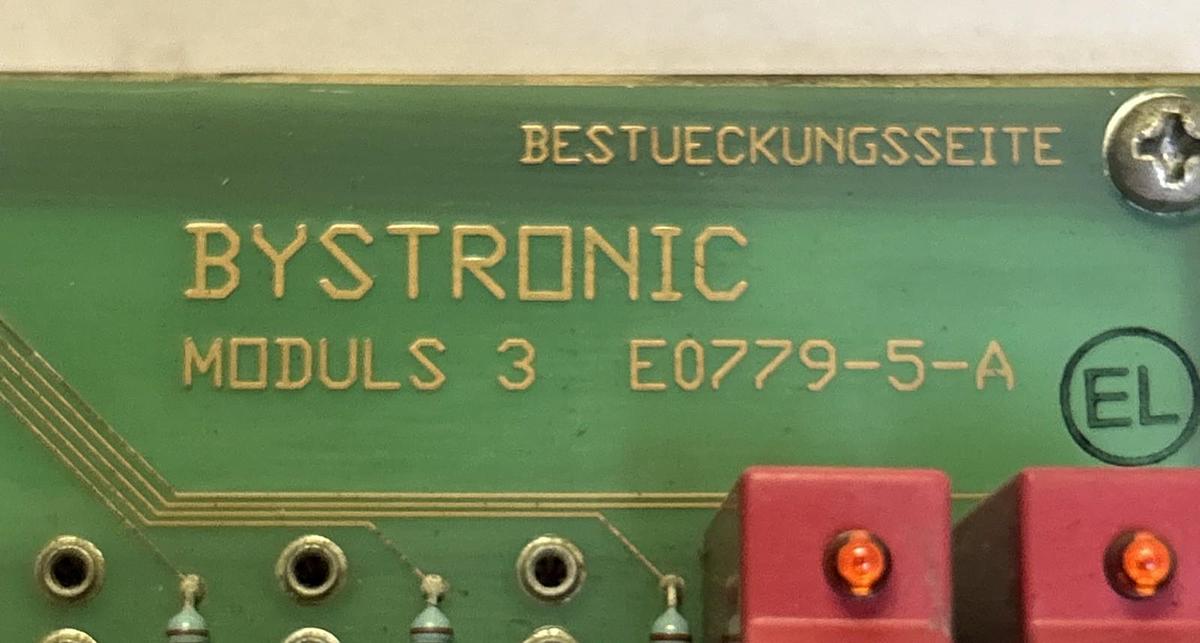 BESTUECKUNGSSEITE
BYSTRONIC
MODULS 3 E0779-5-A
EL